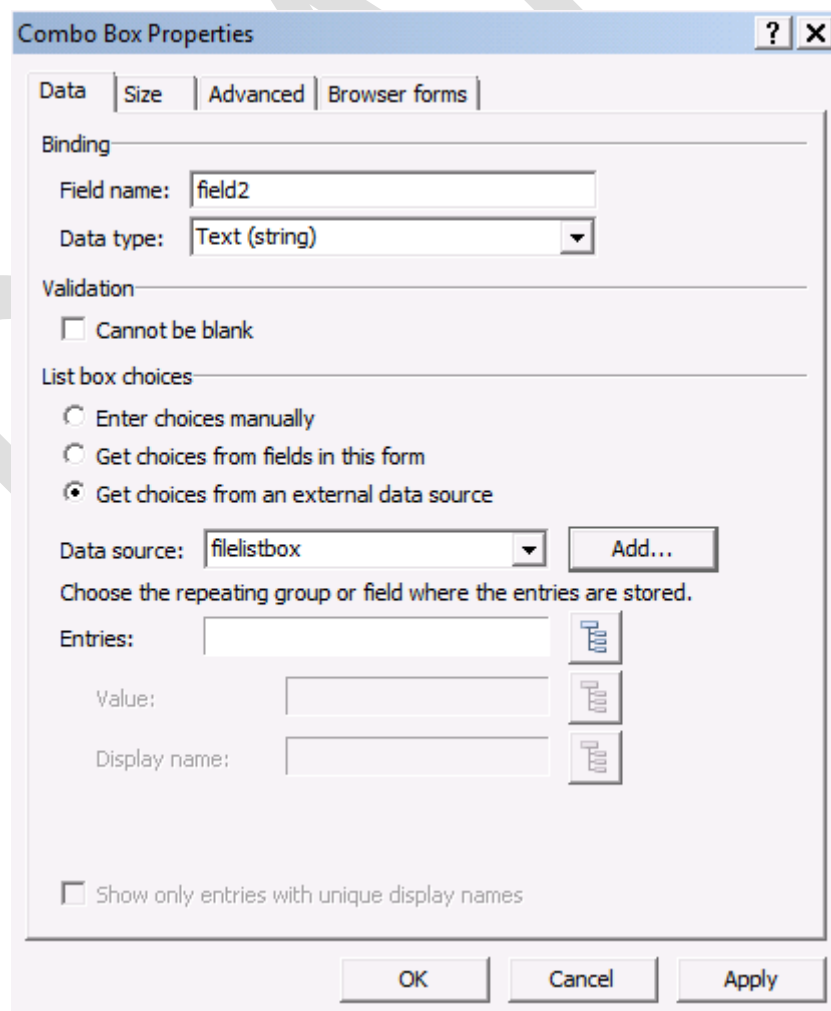 Combo Box Properties ? X
Data Size Advanced Browser forms
Binding
Field name: field2
Data type: Text (string)
Validation
Cannot be blank
List box choices
Enter choices manually
Get choices from fields in this form
Get choices from an external data source
Data source: filelistbox Add...
Choose the repeating group or field where the entries are stored.
Entries:
Value:
Display name:
Show only entries with unique display names
OK Cancel Apply